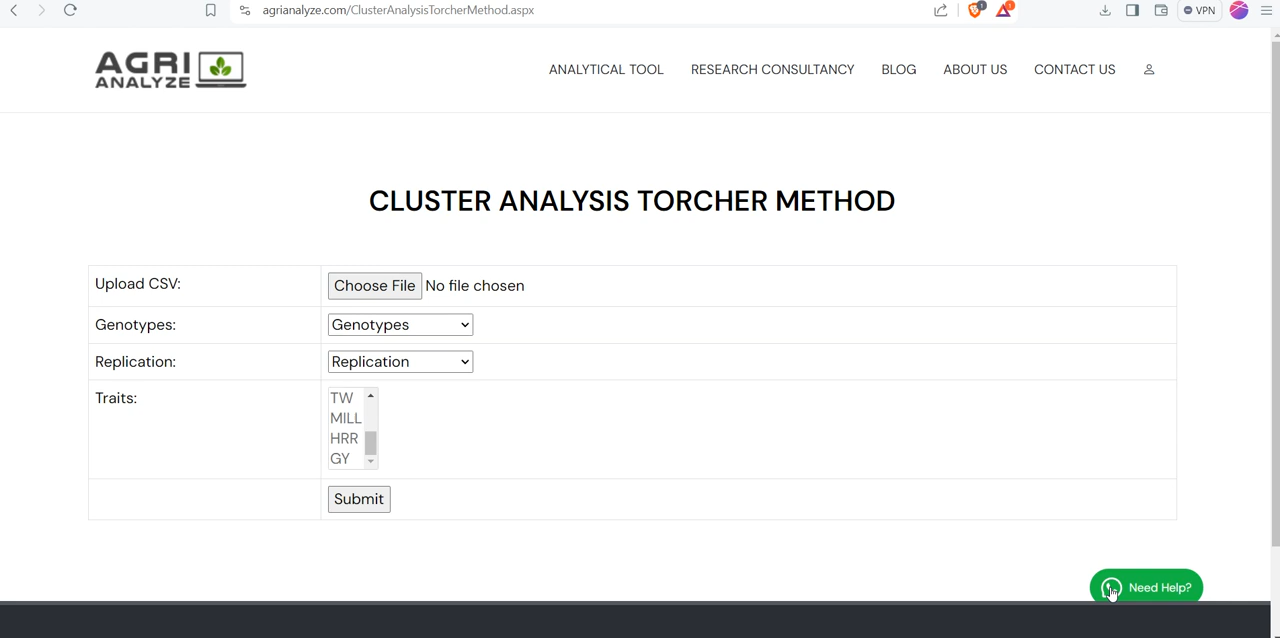 agrianalyze.com/ClusterAnalysisTorcherMethod.aspx
1
1
VPN
AGRI
ANALYZE
ANALYTICAL TOOL RESEARCH CONSULTANCY BLOG ABOUT US CONTACT US
CLUSTER ANALYSIS TORCHER METHOD
Upload CSV: Choose File No file chosen
Genotypes: Genotypes
Replication: Replication
Traits: TW
MILL
HRR
GY
Submit
Need Help?